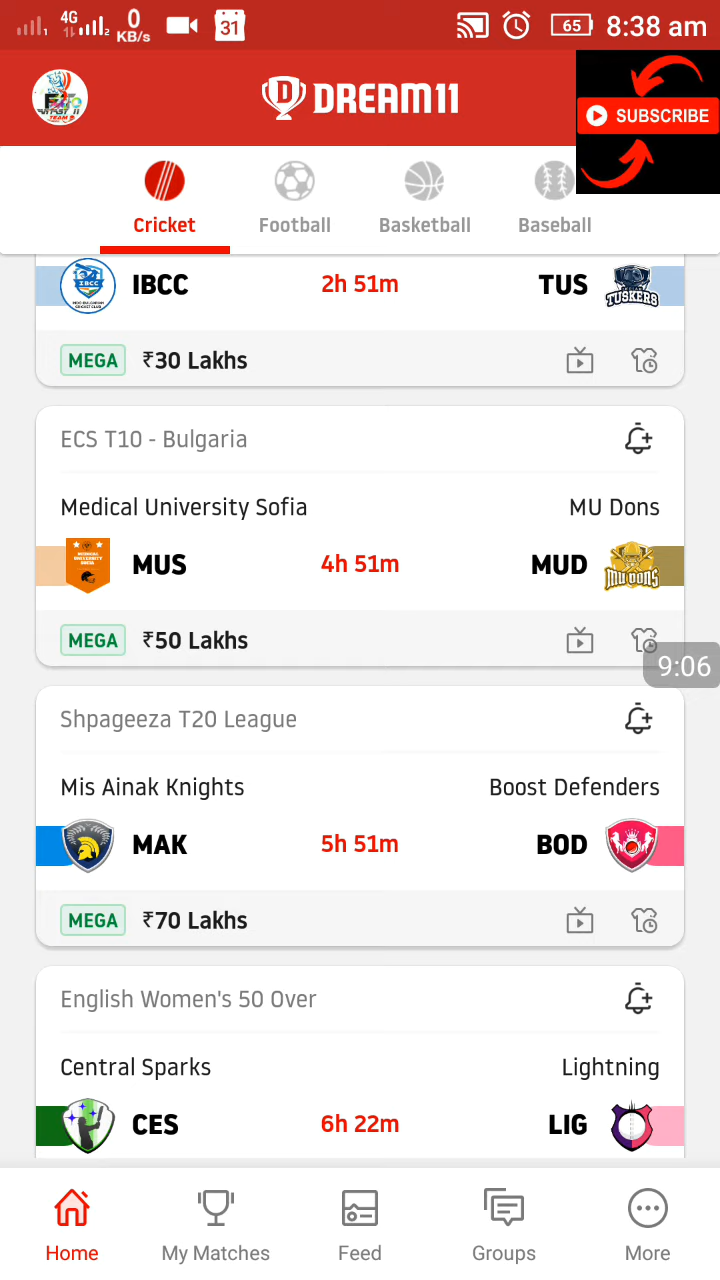 4G 0 KB/s 31 65 8:38 am
DREAM11
SUBSCRIBE
Cricket Football Basketball Baseball
IBCC 2h 51m TUS
TUSKERS
MEGA ₹30 Lakhs
ECS T10 - Bulgaria
Medical University Sofia MU Dons
MUS 4h 51m MUD
MU DONS
MEGA ₹50 Lakhs
9:06
Shpageeza T20 League
Mis Ainak Knights Boost Defenders
MAK 5h 51m BOD
MEGA ₹70 Lakhs
English Women's 50 Over
Central Sparks Lightning
CES 6h 22m LIG
Home My Matches Feed Groups More